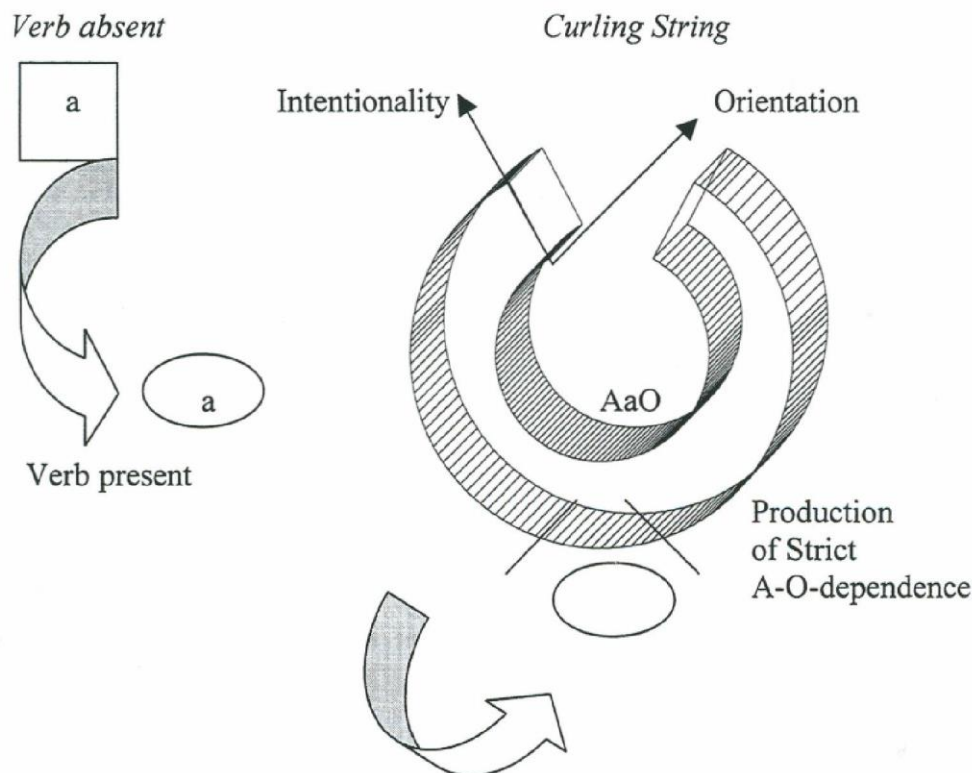 Verb absent
Curling String
a
Intentionality
Orientation
a
AaO
Verb present
Production
of Strict
A-O-dependence